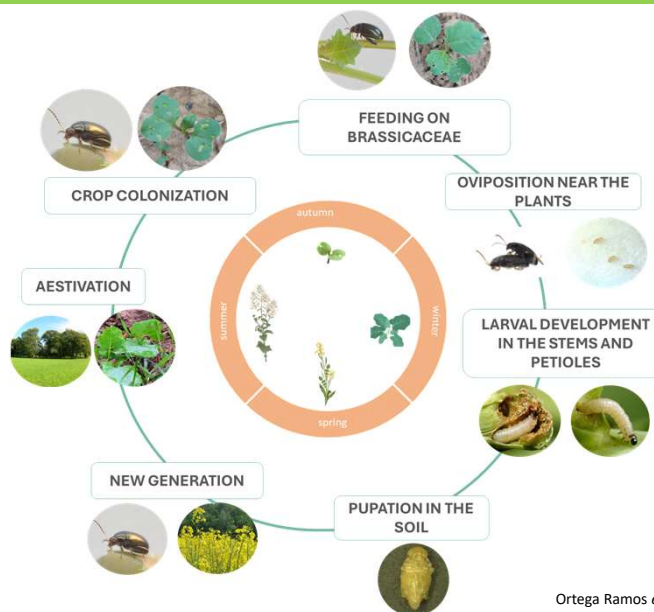 FEEDING ON
BRASSICACEAE
OVIPOSITION NEAR THE
PLANTS
LARVAL DEVELOPMENT
IN THE STEMS AND
PETIOLES
PUPATION IN THE
SOIL
NEW GENERATION
AESTIVATION
CROP COLONIZATION
autumn
winter
spring
summer
Ortega Ramos